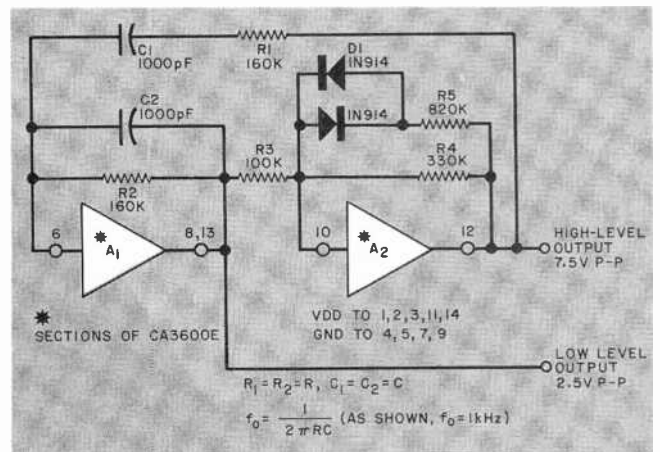 C1
1000pF
R1
160K
D1
IN914
C2
1000pF
IN914
R5
820K
R3
100K
R4
330K
R2
160K
6
* A₁
8,13
10
* A₂
12
HIGH-LEVEL
OUTPUT
7.5V P-P
*
SECTIONS OF CA3600E
VDD TO 1,2,3,11,14
GND TO 4,5,7,9
LOW LEVEL
OUTPUT
2.5V P-P
R₁=R₂=R, C₁=C₂=C
f₀= 1 / 2πRC (AS SHOWN, f₀=1kHz)